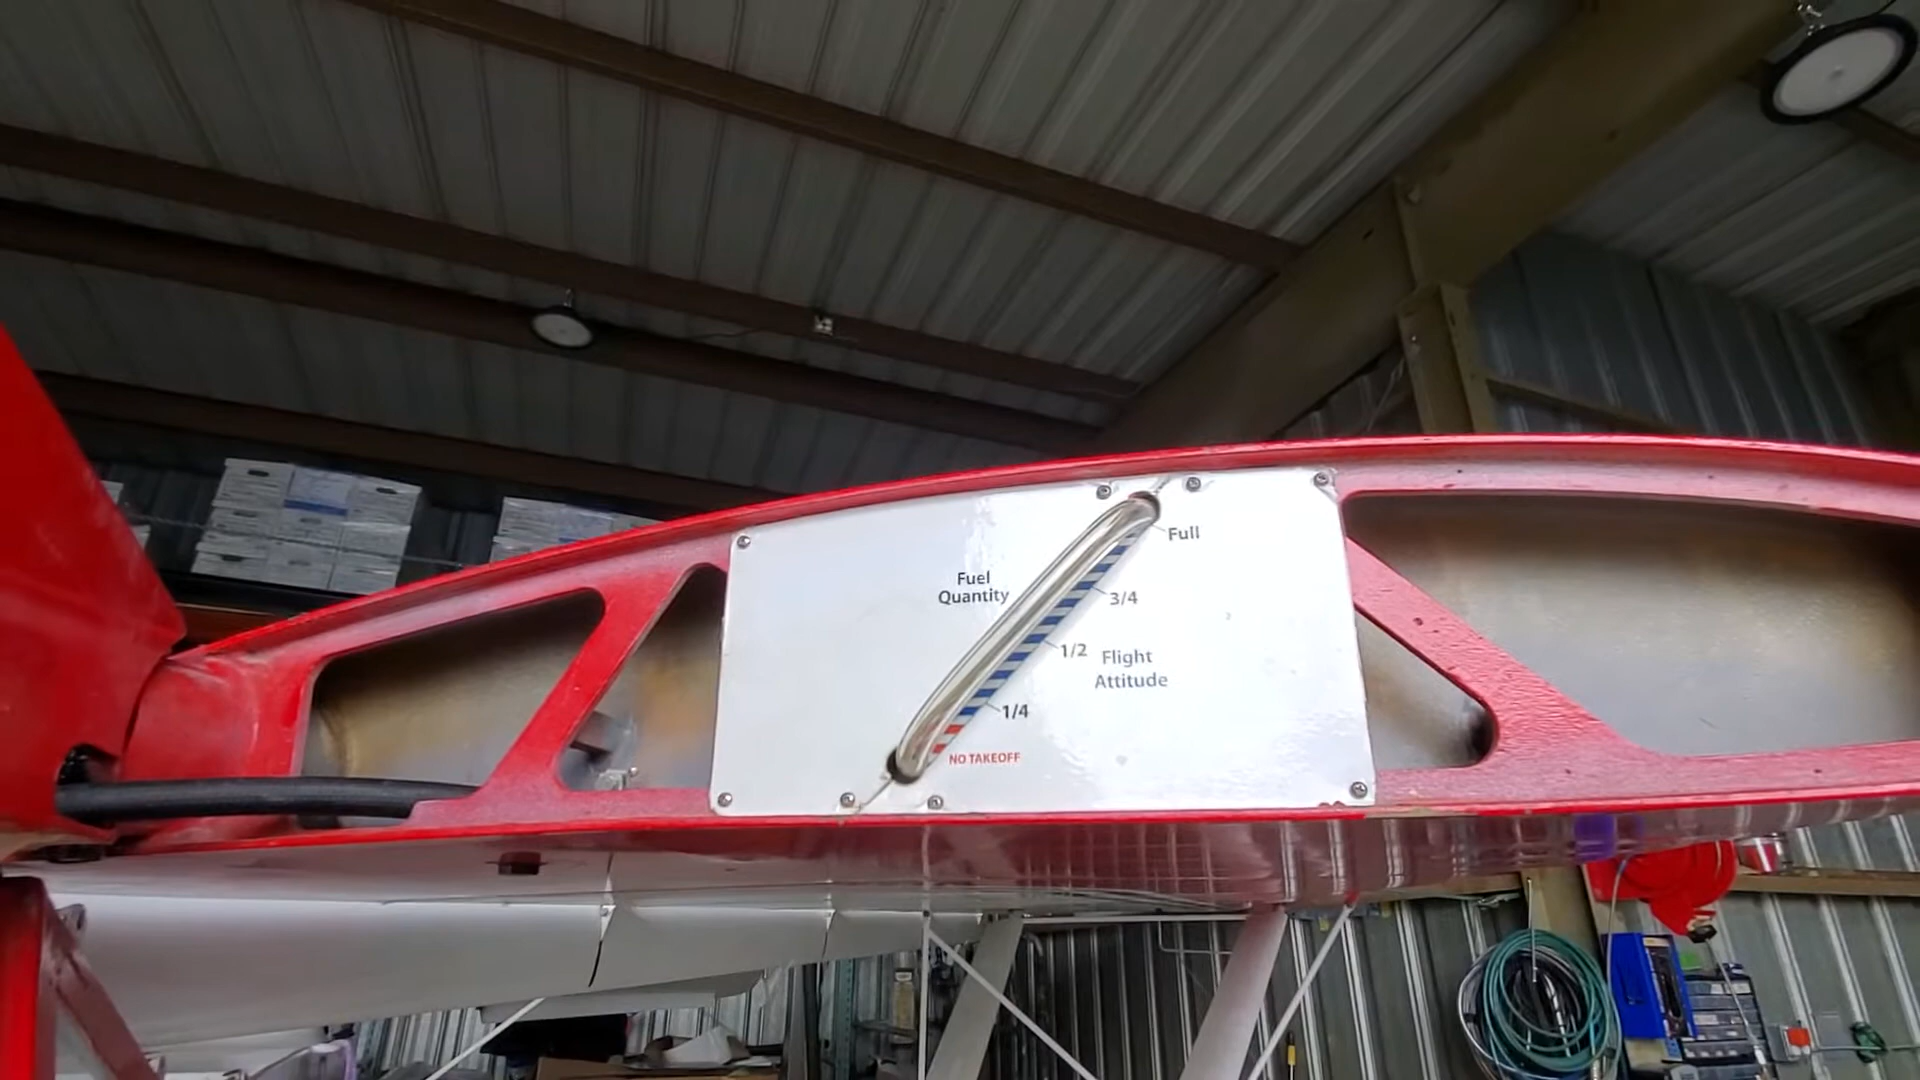 Full
Fuel
Quantity
3/4
1/2
Flight
Attitude
1/4
NO TAKEOFF